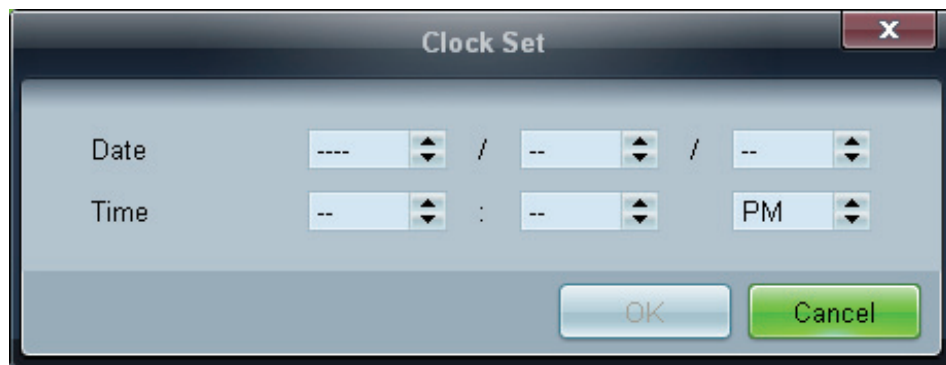 Clock Set
x
Date ---- / -- / --
Time -- : -- PM
OK Cancel